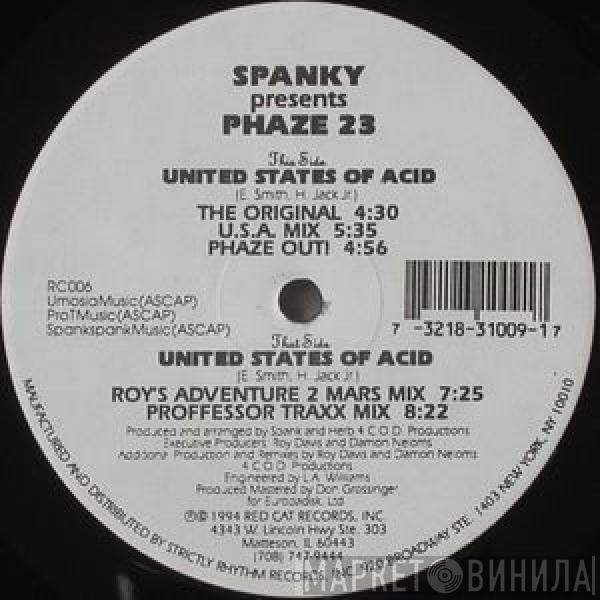 SPANKY
presents
PHAZE 23
This Side
UNITED STATES OF ACID
(E. Smith, H. Jack Jr.)
THE ORIGINAL 4:30
U.S.A. MIX 5:35
PHAZE OUT! 4:56
RC006
UmosiaMusic(ASCAP)
ProTMusic(ASCAP)
SpankspankMusic(ASCAP)
7 -3218-31009-1 7
That Side
UNITED STATES OF ACID
(E. Smith, H. Jack Jr.)
ROY'S ADVENTURE 2 MARS MIX 7:25
PROFFESSOR TRAXX MIX 8:22
Produced and arranged by Spank and Herb 4 C.O.D. Productions
Executive Producers: Roy Davis and Damon Neloms
Additional Production and Remixes by Roy Davis and Damon Neloms
4 C.O.D. Productions
Engineered by L.A. Williams
Produced Mastered by Don Grossinger
for Europadisk, Ltd.
℗© 1994 RED CAT RECORDS, INC.
4343 W. Lincoln Hwy Ste. 303
Matteson, IL 60443
(708) 747-9444
MAUFACTURED AND DISTRIBUTED BY STRICTLY RHYTHM RECORDS, INC. 920 BROADWAY STE. 1403 NEW YORK, NY 10010
МАРКЕТ ВИНИЛА